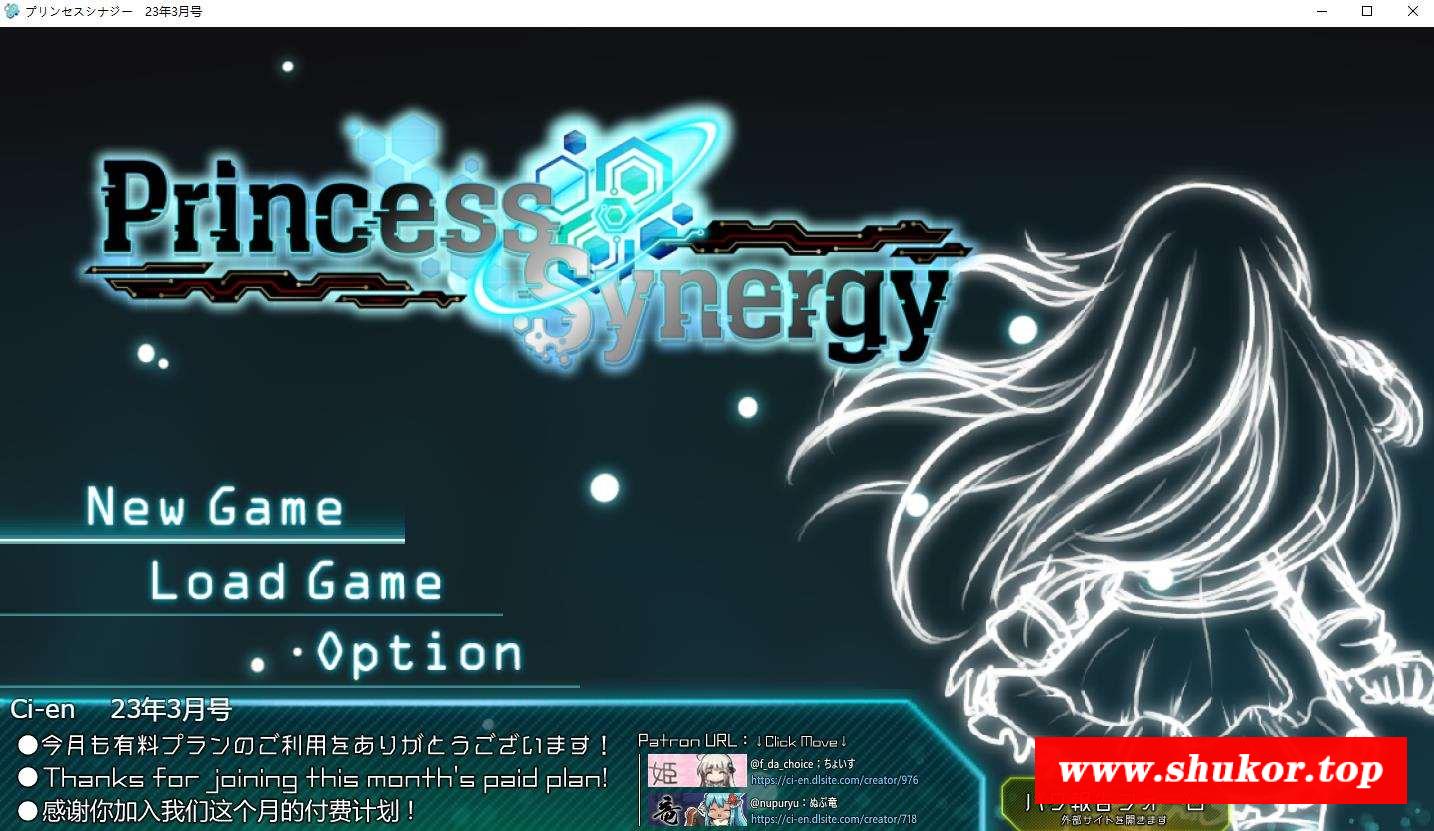 プリンセスシナジー　23年3月号
Princess
Synergy
New Game
Load Game
Option
Ci-en　23年3月号
●今月も有料プランのご利用をありがとうございます！
●Thanks for joining this month's paid plan!
●感谢你加入我们这个月的付费计划！
Patron URL：↓Click Move↓
姫
@f_da_choice：ちょいす
https://ci-en.dlsite.com/creator/976
竜
@nupuryu：ぬぷ竜
https://ci-en.dlsite.com/creator/718
www.shukor.top
外部サイトを開きます